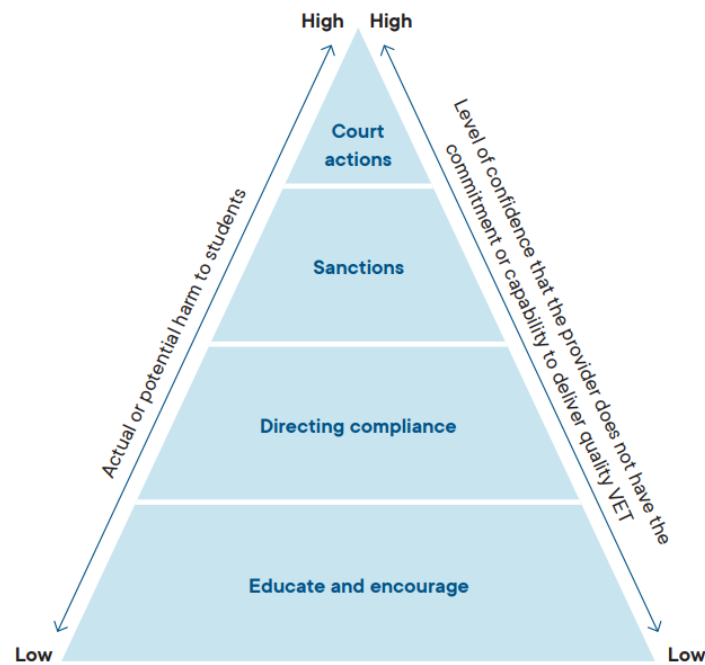 High High
Court
actions
Sanctions
Directing compliance
Educate and encourage
Low Low
Actual or potential harm to students
Level of confidence that the provider does not have the
commitment or capability to deliver quality VET